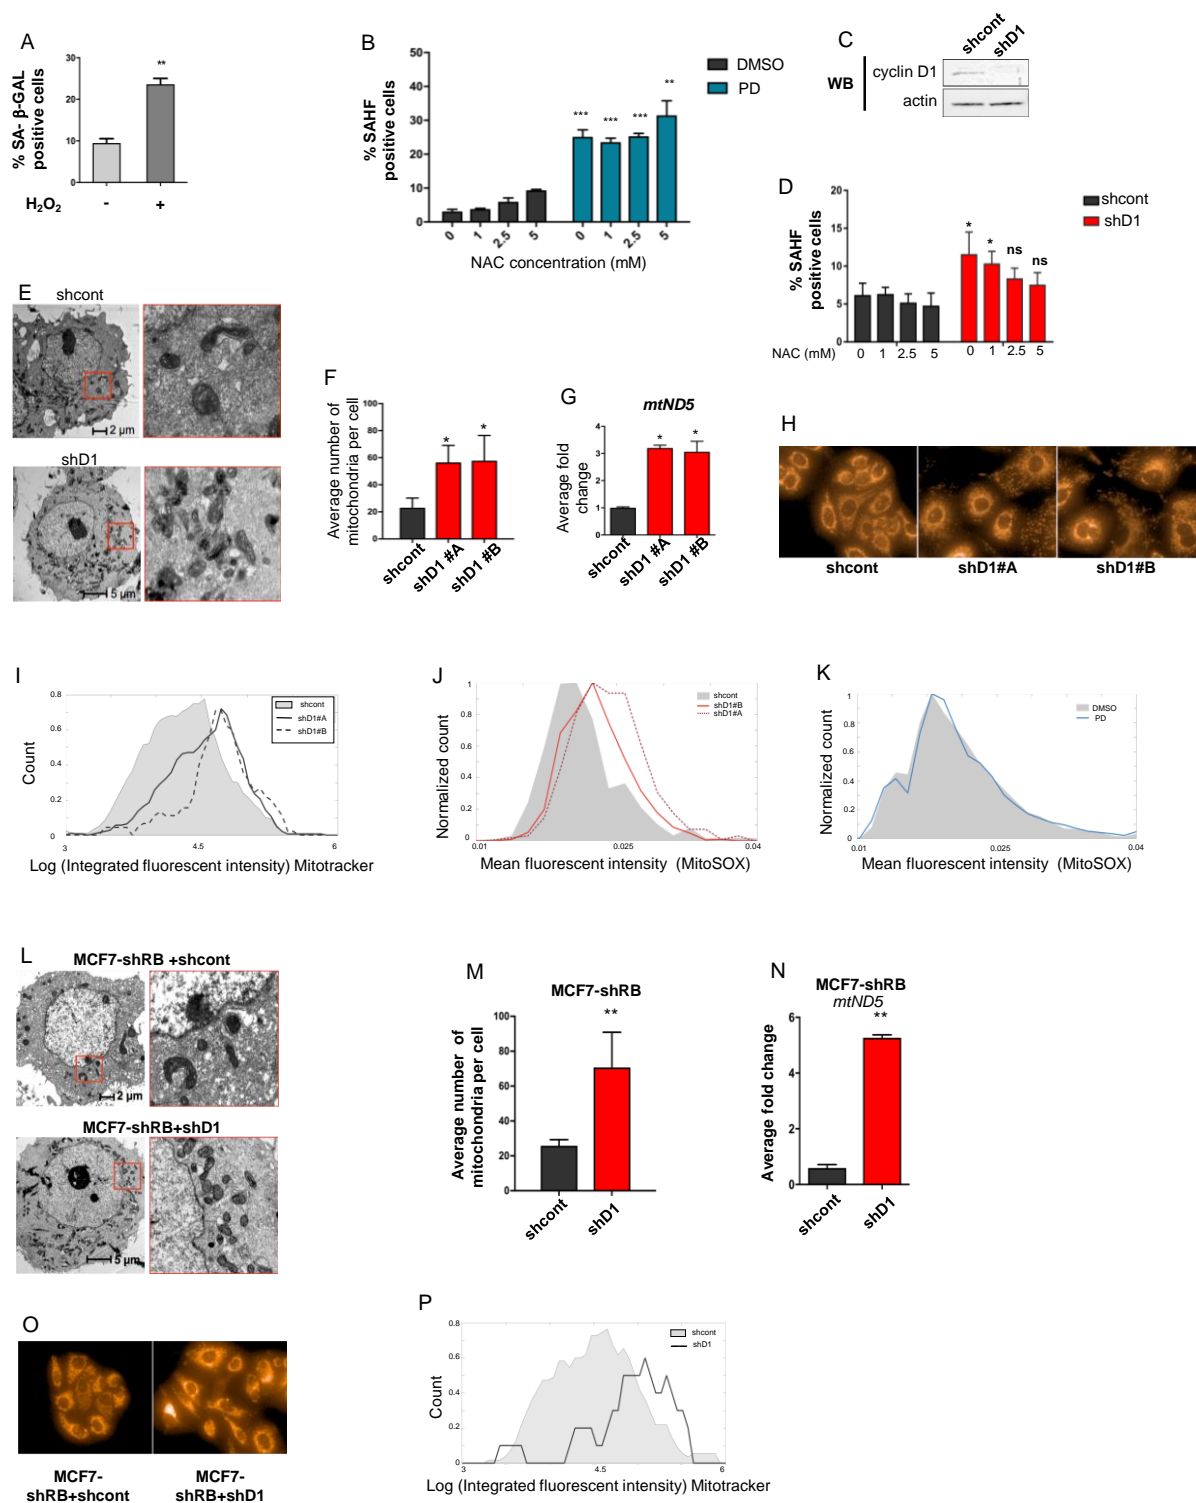 A
% SA- β-GAL
positive cells
30
20
10
0
**
H₂O₂
-
+
B
% SAHF
positive cells
50
40
30
20
10
0
DMSO
PD
*** *** *** **
0 1 2.5 5 0 1 2.5 5
NAC concentration (mM)
C
shcont shD1
WB
cyclin D1
actin
D
% SAHF
positive cells
20
15
10
5
0
shcont
shD1
* * ns ns
NAC (mM) 0 1 2.5 5 0 1 2.5 5
E
shcont
2 µm
shD1
5 µm
F
Average number of
mitochondria per cell
100
80
60
40
20
0
* *
shcont shD1 #A shD1 #B
G
mtND5
Average fold
change
4
3
2
1
0
* *
shcont shD1 #A shD1 #B
H
shcont shD1#A shD1#B
I
Count
0.8
0.6
0.4
0.2
0
shcont
shD1#A
shD1#B
3 4.5 6
Log (Integrated fluorescent intensity) Mitotracker
J
Normalized count
1
0.8
0.6
0.4
0.2
0
shcont
shD1#B
shD1#A
0.01 0.025 0.04
Mean fluorescent intensity (MitoSOX)
K
Normalized count
1
0.8
0.6
0.4
0.2
0
DMSO
PD
0.01 0.025 0.04
Mean fluorescent intensity (MitoSOX)
L
MCF7-shRB +shcont
2 µm
MCF7-shRB+shD1
5 µm
M
MCF7-shRB
Average number of
mitochondria per cell
100
80
60
40
20
0
**
shcont shD1
N
MCF7-shRB
mtND5
Average fold change
6
4
2
0
**
shcont shD1
O
MCF7-
shRB+shcont
MCF7-
shRB+shD1
P
Count
0.8
0.6
0.4
0.2
0
shcont
shD1
3 4.5 6
Log (Integrated fluorescent intensity) Mitotracker